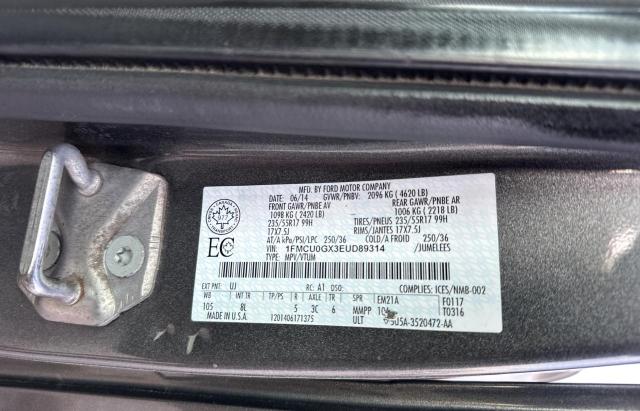 MFD. BY FORD MOTOR COMPANY
DATE: 06/14 GVWR/PNBV: 2096 KG ( 4620 LB)
FRONT GAWR/PNBE AV REAR GAWR/PNBE AR
1098 KG ( 2420 LB) 1006 KG ( 2218 LB)
235/55R17 99H TIRES/PNEUS 235/55R17 99H
17X7.5J RIMS/JANTES 17X7.5J
AT/A kPa/PSI/LPC 250/36 COLD/A FROID 250/36
VIN: 1FMCU0GX3EUD89314 /JUMELEES
TYPE: MPV/VTUM
EC
EXT PNT: UJ RC: A1 DSO: COMPLIES: ICES/NMB-002
WB INT TR TP/PS R AXLE TR EM21A F0117
105 8L 5 3C 6 MMPP T0316
MADE IN U.S.A. 1201406171375 ULT